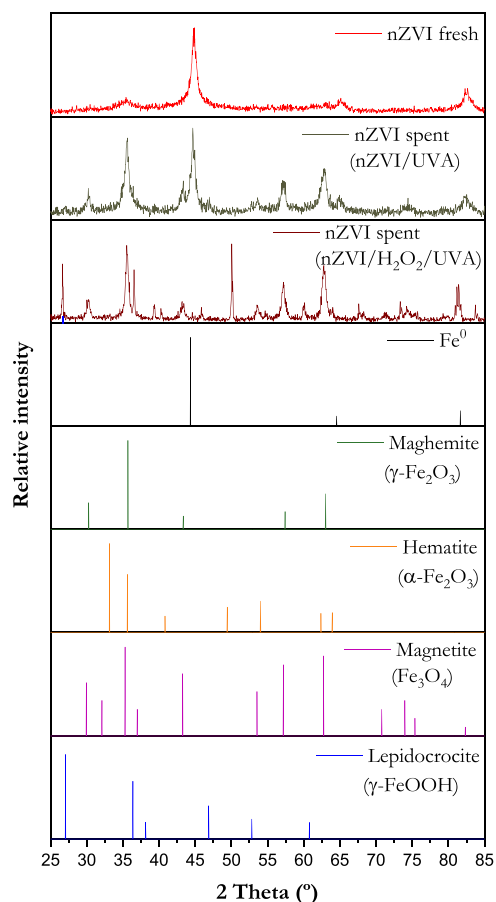 nZVI fresh
nZVI spent
(nZVI/UVA)
nZVI spent
(nZVI/H₂O₂/UVA)
Fe⁰
Maghemite
(γ-Fe₂O₃)
Hematite
(α-Fe₂O₃)
Magnetite
(Fe₃O₄)
Lepidocrocite
(γ-FeOOH)
Relative intensity
25 30 35 40 45 50 55 60 65 70 75 80 85
2 Theta (º)